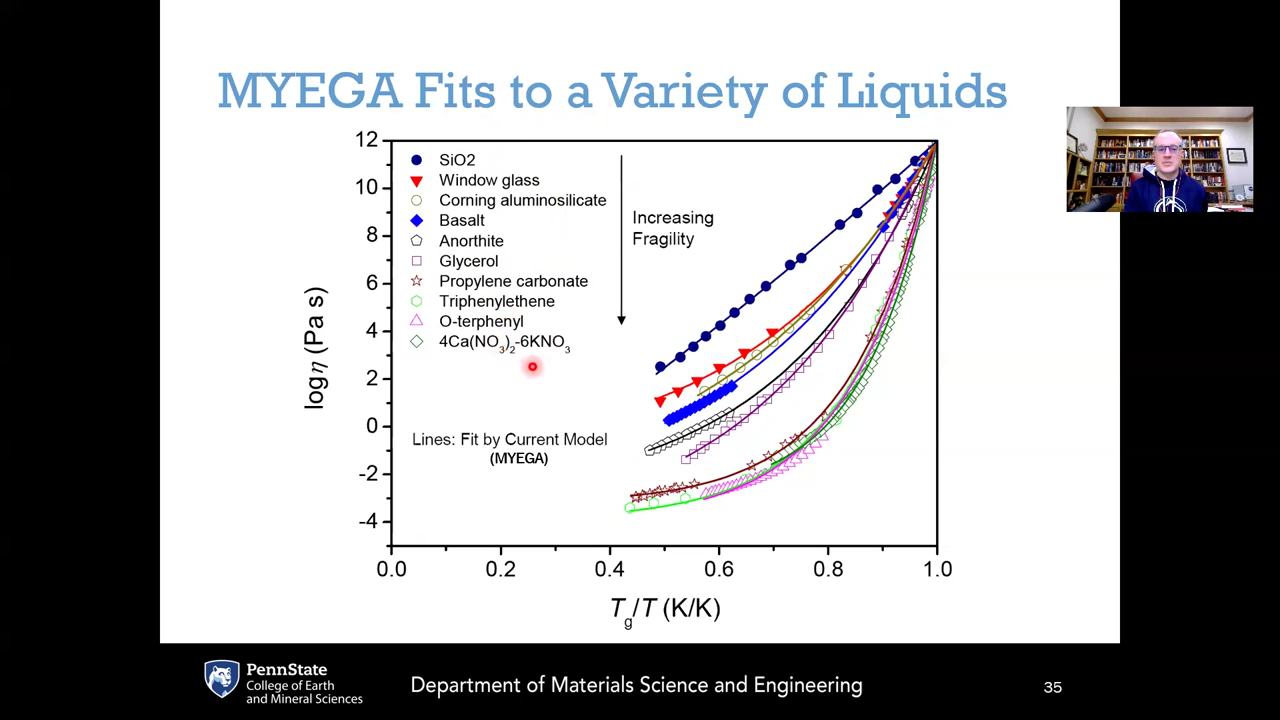 MYEGA Fits to a Variety of Liquids
12
10
8
6
4
2
0
-2
-4
log η (Pa s)
SiO2
Window glass
Corning aluminosilicate
Basalt
Anorthite
Glycerol
Propylene carbonate
Triphenylethene
O-terphenyl
4Ca(NO3)2-6KNO3
Increasing
Fragility
Lines: Fit by Current Model
(MYEGA)
0.0 0.2 0.4 0.6 0.8 1.0
Tg/T (K/K)
PennState
College of Earth
and Mineral Sciences
Department of Materials Science and Engineering
35